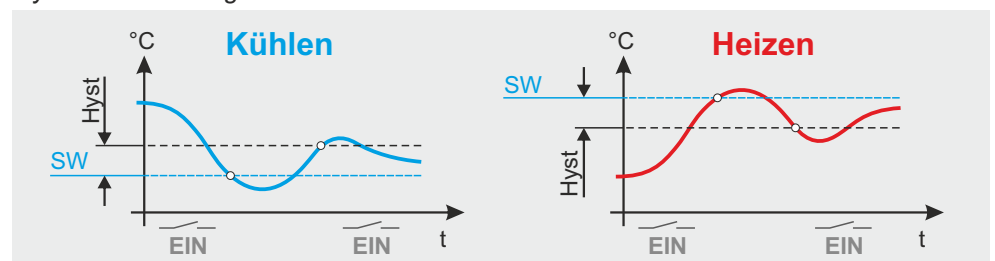 °C
Kühlen
Hyst
SW
EIN
EIN
t
°C
Heizen
SW
Hyst
EIN
EIN
t